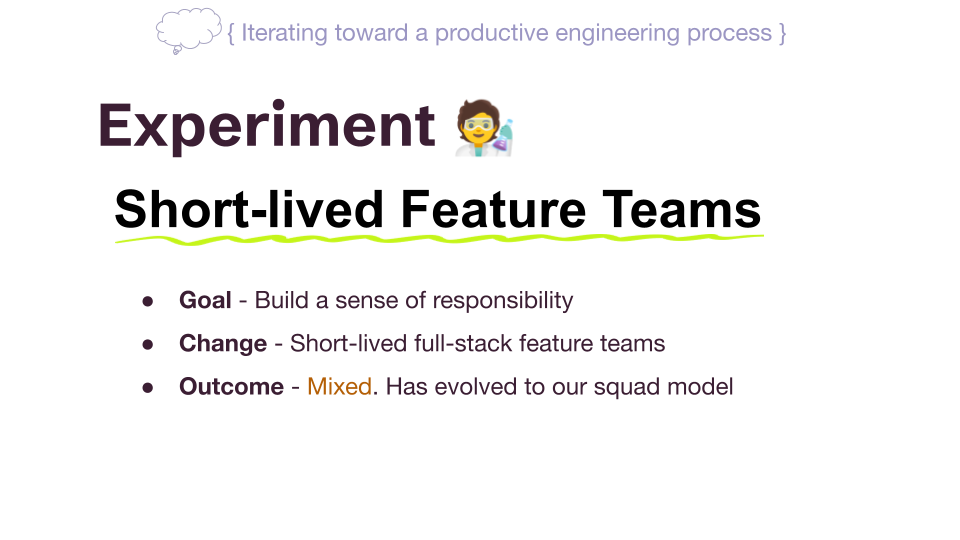 { Iterating toward a productive engineering process }
Experiment 🧑‍🔬
Short-lived Feature Teams
● Goal - Build a sense of responsibility
● Change - Short-lived full-stack feature teams
● Outcome - Mixed. Has evolved to our squad model